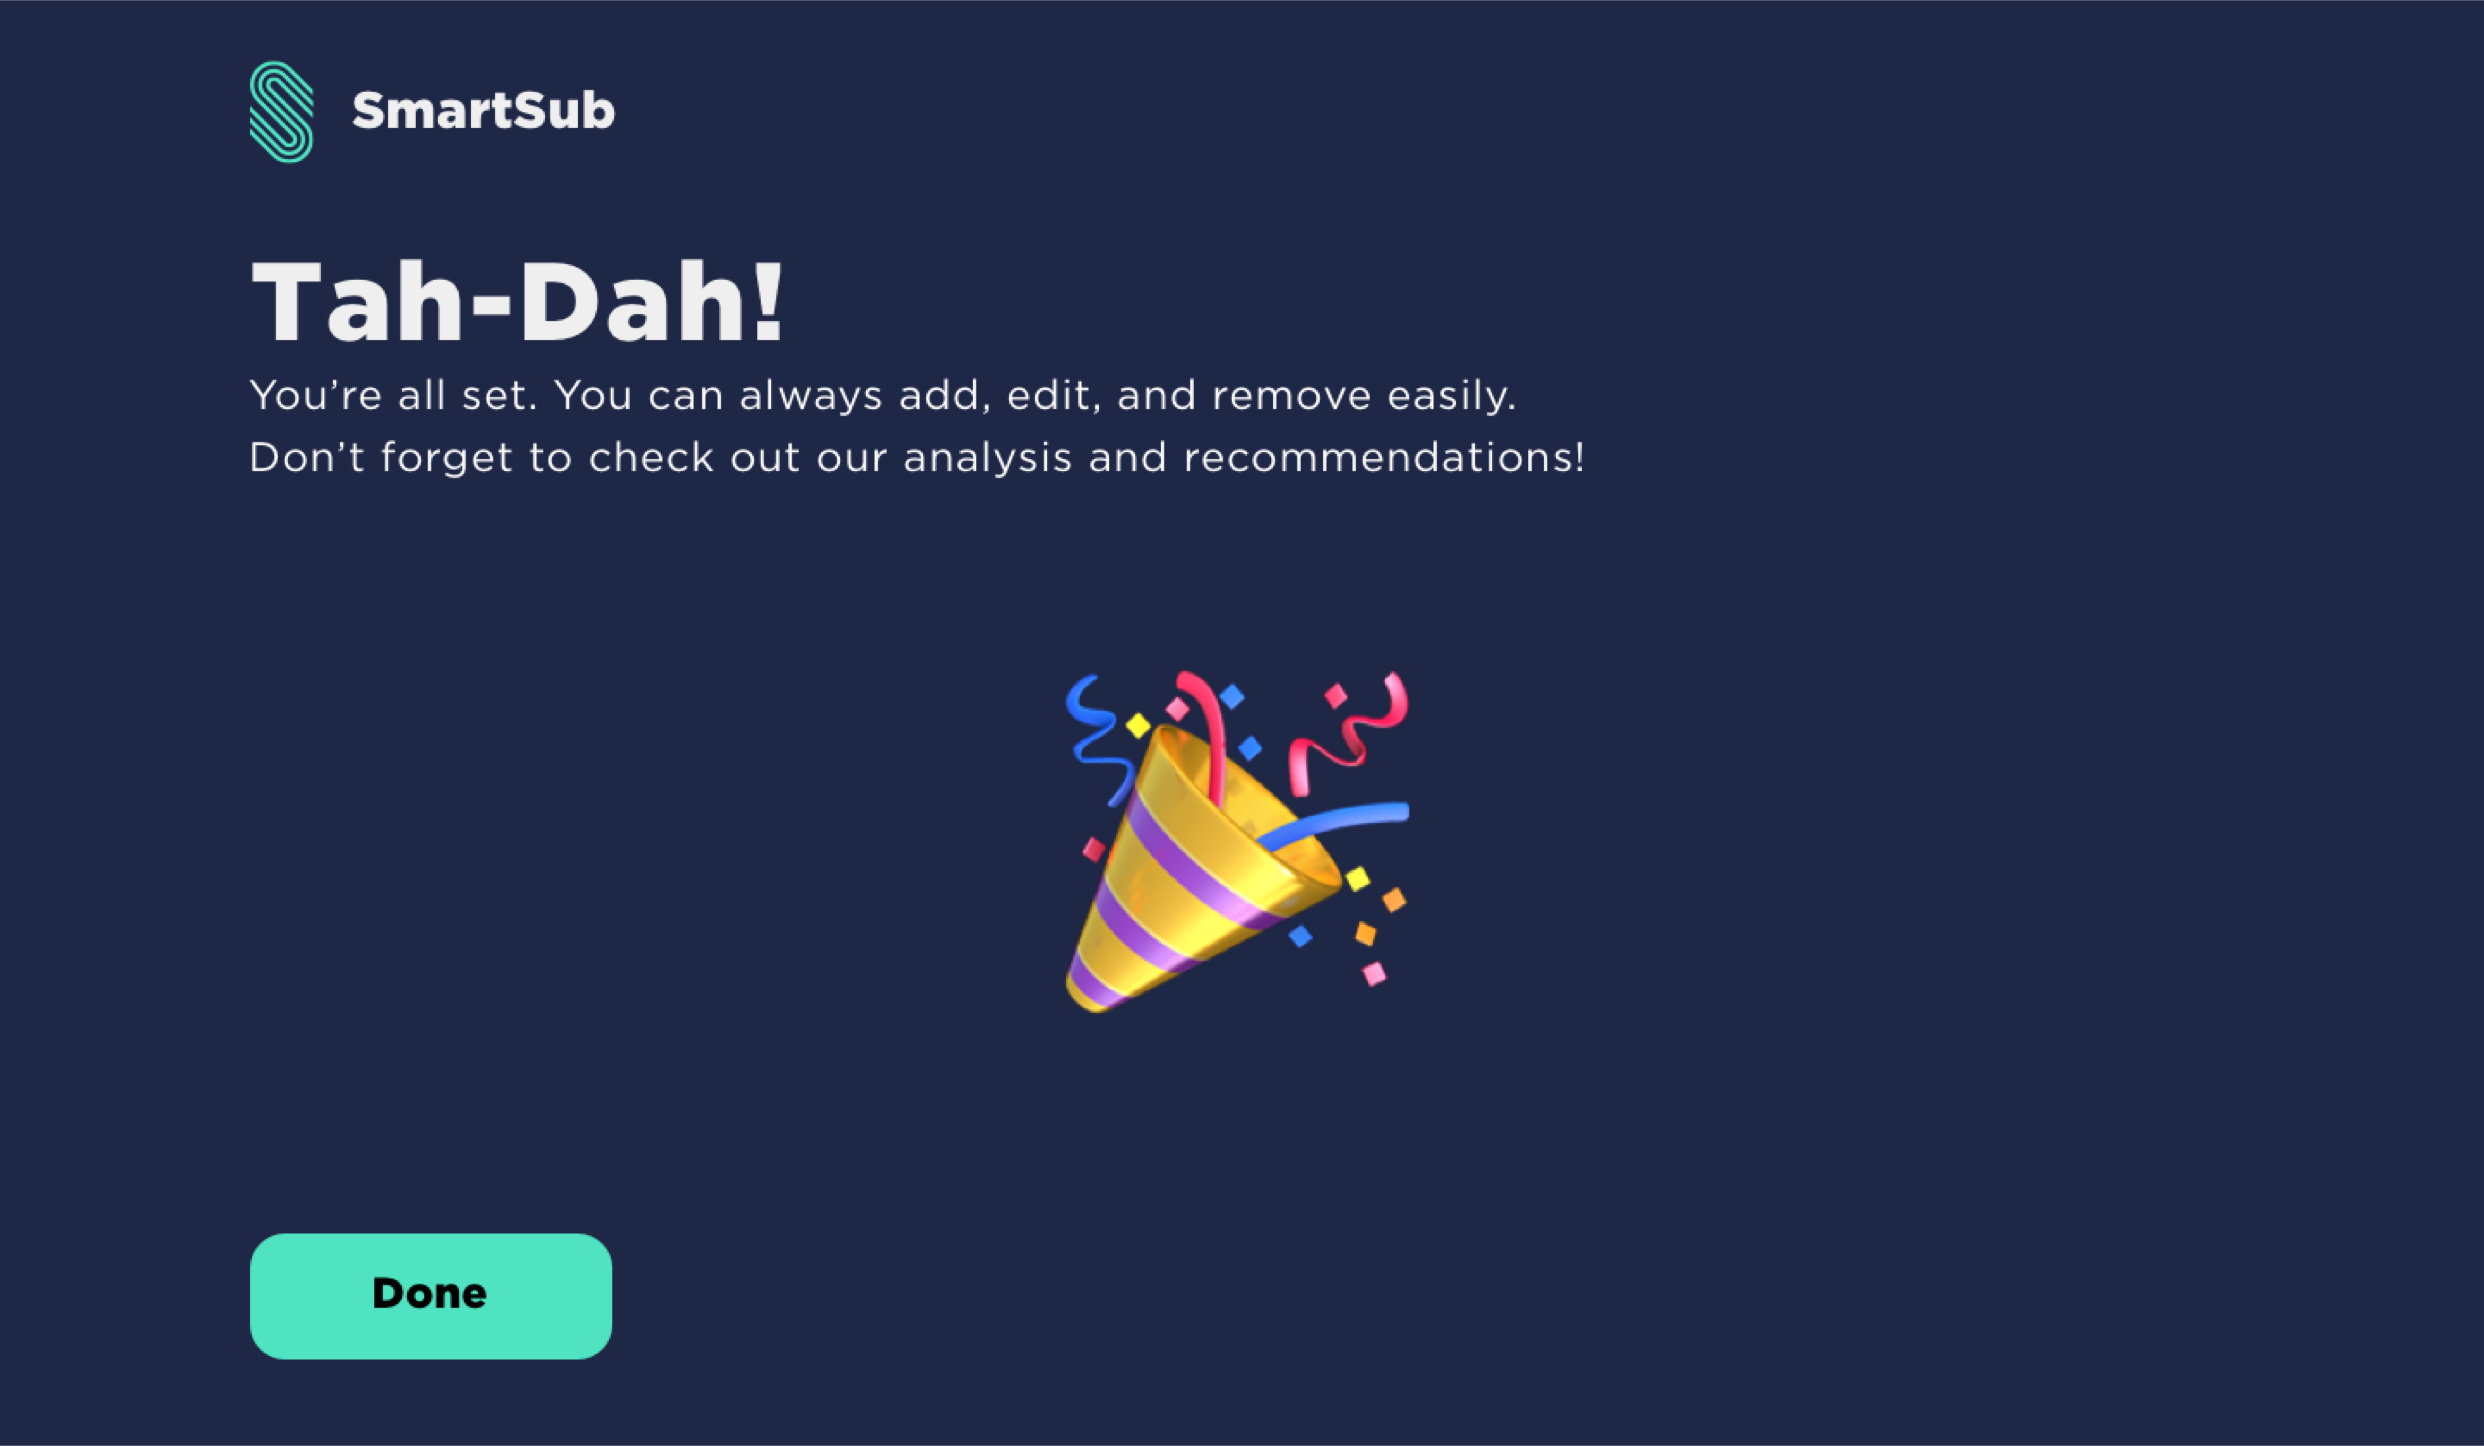 SmartSub
Tah-Dah!
You’re all set. You can always add, edit, and remove easily.
Don’t forget to check out our analysis and recommendations!
Done